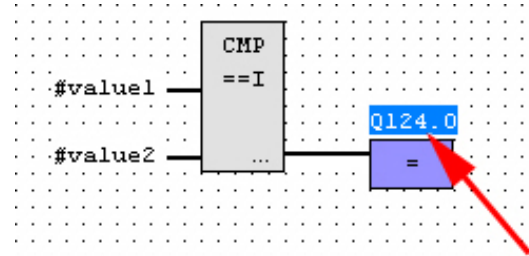 CMP
==I
#value1
Q124.0
#value2
...
=